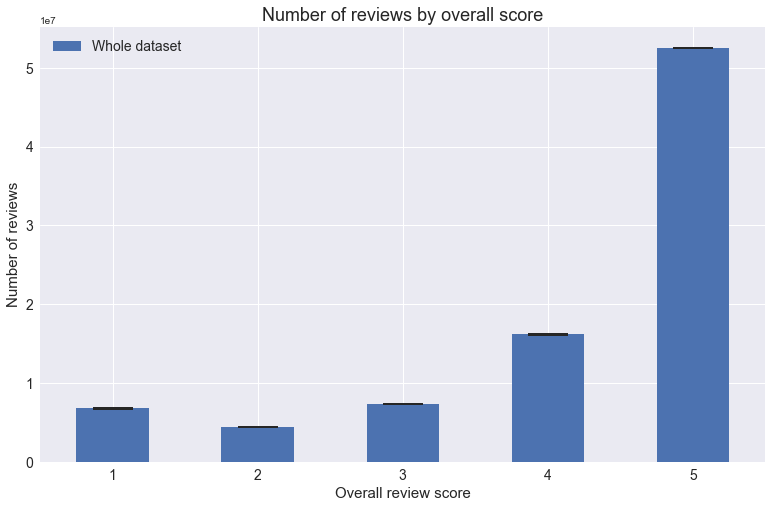 Number of reviews by overall score
1e7
Whole dataset
5
4
3
2
1
0
Number of reviews
1 2 3 4 5
Overall review score